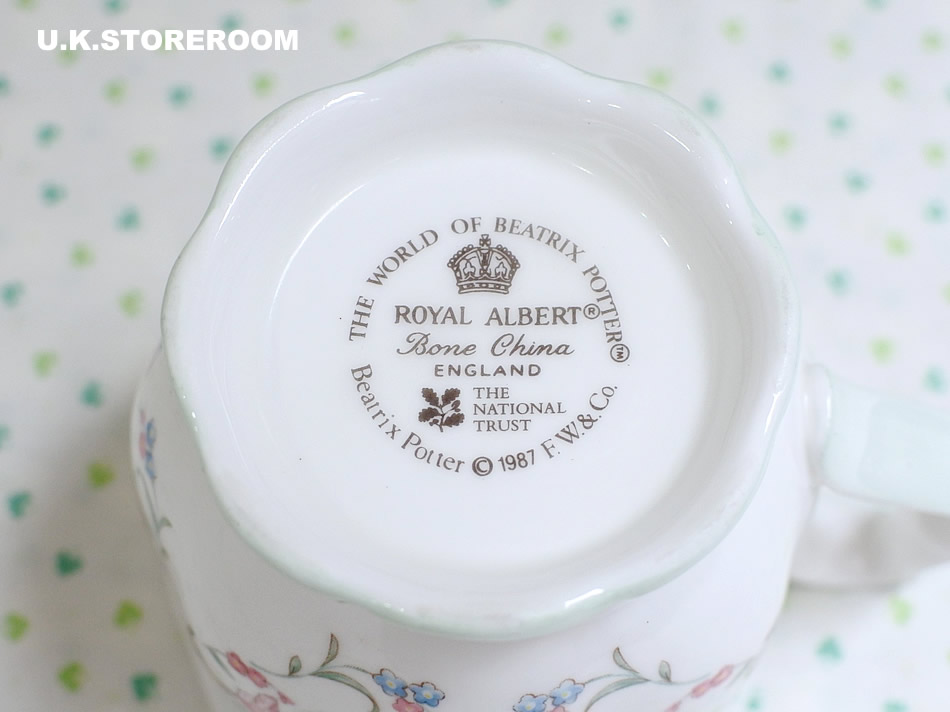 U.K.STOREROOM
THE WORLD OF BEATRIX POTTER™
ROYAL ALBERT®
Bone China
ENGLAND
THE
NATIONAL
TRUST
Beatrix Potter © 1987 F.W.& Co.